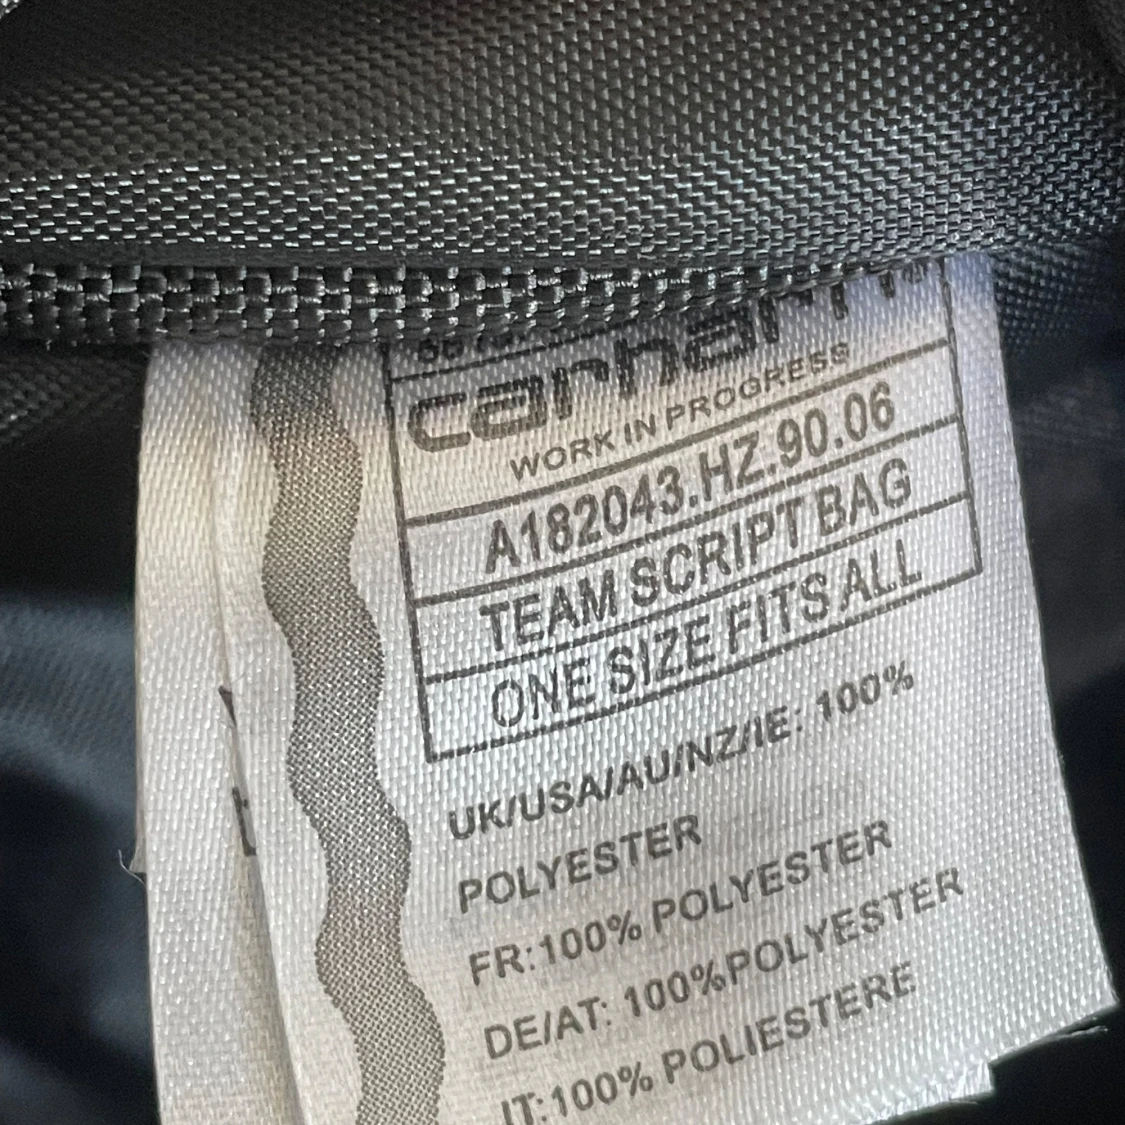 carhartt
WORK IN PROGRESS
A182043.HZ.90.06
TEAM SCRIPT BAG
ONE SIZE FITS ALL
UK/USA/AU/NZ/IE: 100%
POLYESTER
FR:100% POLYESTER
DE/AT: 100%POLYESTER
IT:100% POLIESTERE